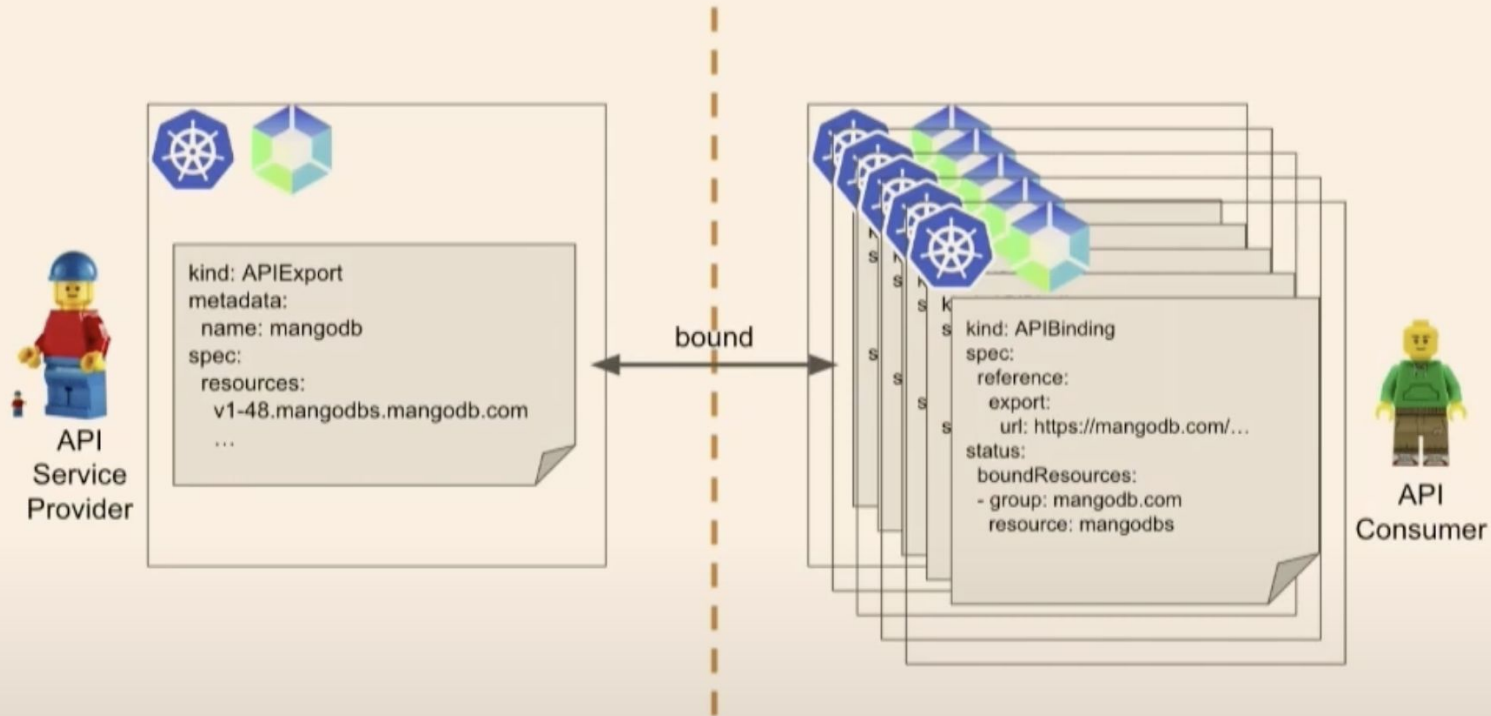 API
Service
Provider
kind: APIExport
metadata:
name: mangodb
spec:
resources:
v1-48.mangodbs.mangodb.com
...
bound
kind: APIBinding
spec:
reference:
export:
url: https://mangodb.com/...
status:
boundResources:
- group: mangodb.com
resource: mangodbs
API
Consumer